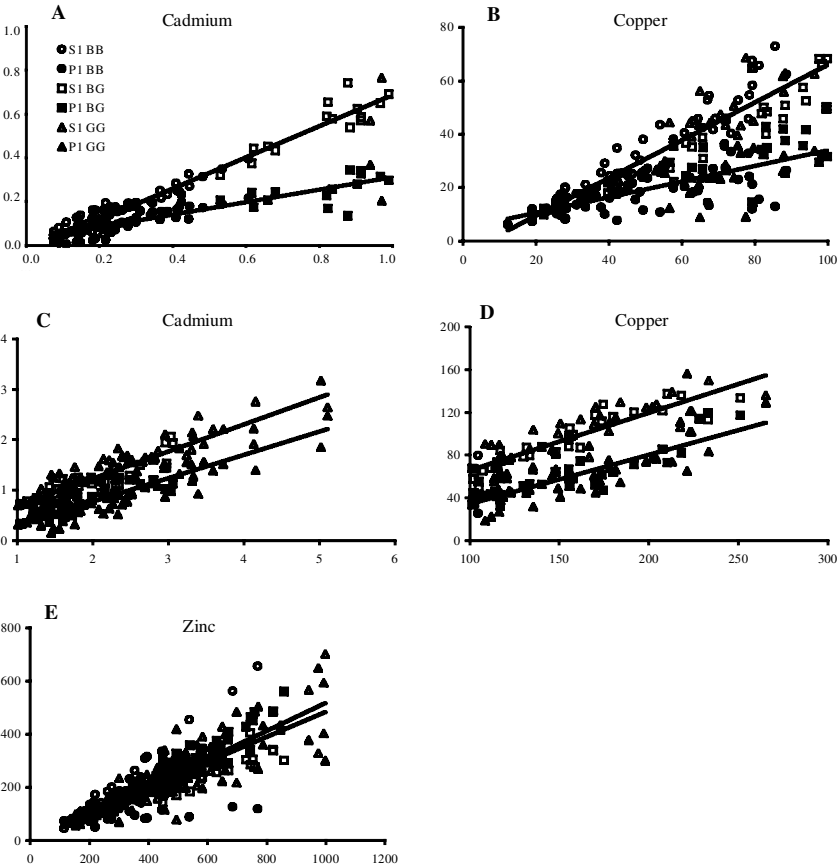 A
Cadmium
1.0
0.8
0.6
0.4
0.2
0.0
S1 BB
P1 BB
S1 BG
P1 BG
S1 GG
P1 GG
0.0 0.2 0.4 0.6 0.8 1.0
B
Copper
80
60
40
20
0
0 20 40 60 80 100
C
Cadmium
4
3
2
1
0
1 2 3 4 5 6
D
Copper
200
160
120
80
40
0
100 150 200 250 300
E
Zinc
800
600
400
200
0
0 200 400 600 800 1000 1200